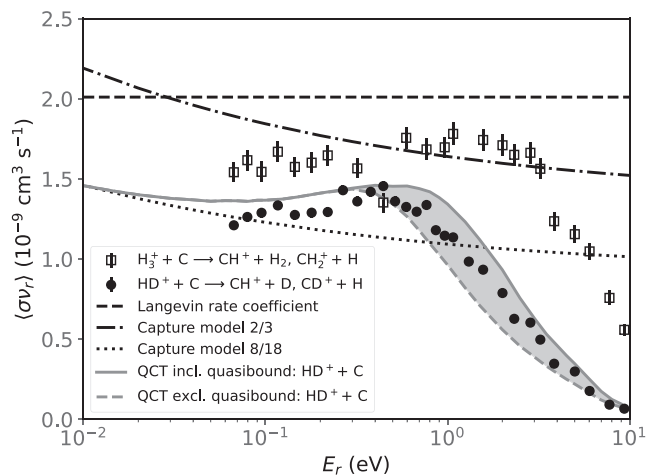 2.5
2.0
1.5
1.0
0.5
0.0
⟨σν_r⟩ (10⁻⁹ cm³ s⁻¹)
H₃⁺ + C ⟶ CH⁺ + H₂, CH₂⁺ + H
HD⁺ + C ⟶ CH⁺ + D, CD⁺ + H
Langevin rate coefficient
Capture model 2/3
Capture model 8/18
QCT incl. quasibound: HD⁺ + C
QCT excl. quasibound: HD⁺ + C
10⁻² 10⁻¹ 10⁰ 10¹
E_r (eV)